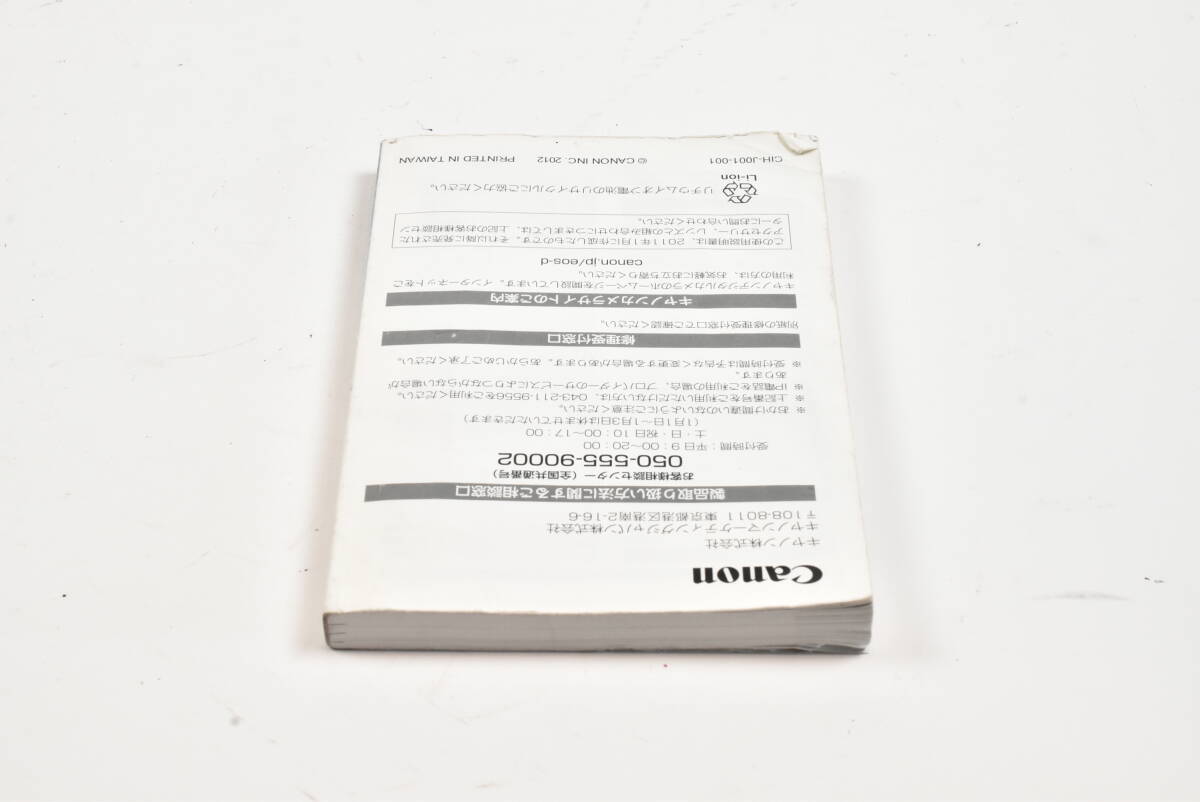 Canon
キヤノン株式会社
キヤノンマーケティングジャパン株式会社
〒108-8011 東京都港区港南2-16-6
製品取り扱い方法に関するご相談窓口
お客様相談センター (全国共通番号)
050-555-90002
受付時間：平日 9：00～20：00
土・日・祝日 10：00～17：00
(1月1日～1月3日は休ませていただきます)
※ おかけ間違いのないようにご注意ください。
※ 上記番号をご利用いただけない方は、043-211-9556をご利用ください。
※ IP電話をご利用の場合、プロバイダーのサービスによりつながらない場合が
あります。
※ 受付時間は予告なく変更する場合があります。あらかじめご了承ください。
修理受付窓口
別紙の修理受付窓口でご確認ください。
キヤノンカメラサイトのご案内
キヤノンデジタルカメラのホームページを開設しています。インターネットをご
利用の方は、お気軽にお立ち寄りください。
canon.jp/eos-d
この使用説明書は、2011年1月に作成したものです。それ以降に発売された
アクセサリー、レンズとの組み合わせにつきましては、上記のお客様相談セン
ターにお問い合わせください。
リチウムイオン電池のリサイクルにご協力ください。
Li-ion
CIH-J001-001 © CANON INC. 2012 PRINTED IN TAIWAN